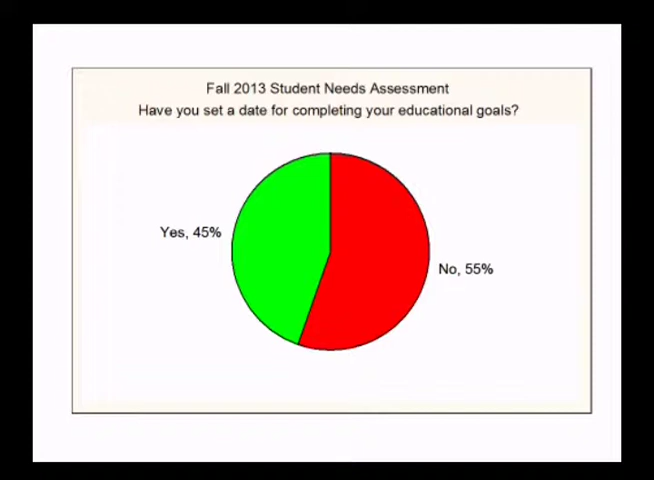 Fall 2013 Student Needs Assessment
Have you set a date for completing your educational goals?
Yes, 45%
No, 55%